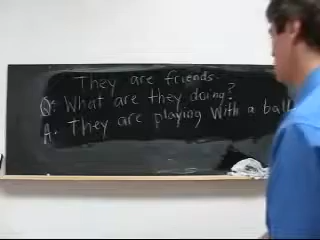 They are friends.
Q: What are they doing?
A. They are playing with a ball